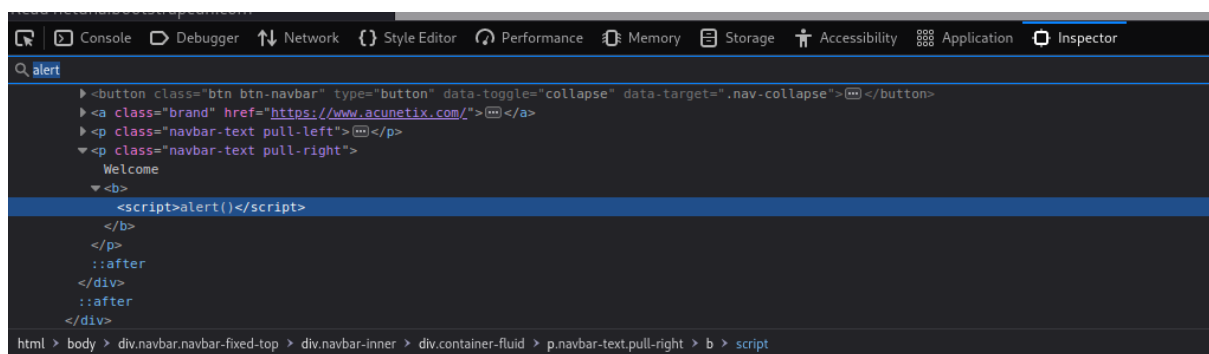 Console Debugger Network {} Style Editor Performance Memory Storage Accessibility Application Inspector
alert
<button class="btn btn-navbar" type="button" data-toggle="collapse" data-target=".nav-collapse">⋯</button>
<a class="brand" href="https://www.acunetix.com/">⋯</a>
<p class="navbar-text pull-left">⋯</p>
<p class="navbar-text pull-right">
Welcome
<b>
<script>alert()</script>
</b>
</p>
::after
</div>
::after
</div>
html > body > div.navbar.navbar-fixed-top > div.navbar-inner > div.container-fluid > p.navbar-text.pull-right > b > script